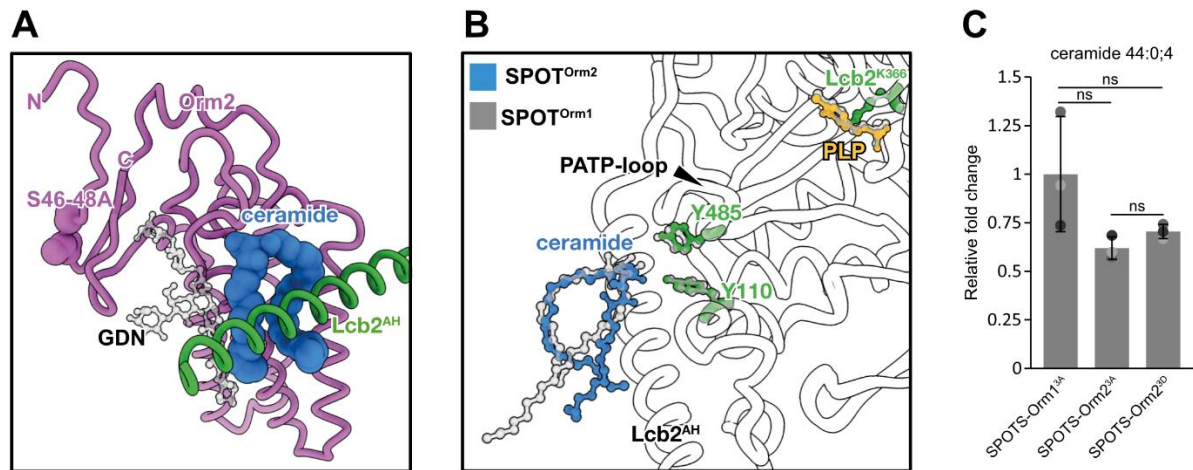 A
N
Orm2
C
S46-48A
ceramide
GDN
Lcb2AH
B
SPOTOrm2
SPOTOrm1
Lcb2K366
PLP
PATP-loop
Y485
ceramide
Y110
Lcb2AH
C
ceramide 44:0;4
Relative fold change
1.5
1.25
1
0.75
0.5
0.25
0
ns
ns
ns
SPOTS-Orm13A
SPOTS-Orm23A
SPOTS-Orm23D